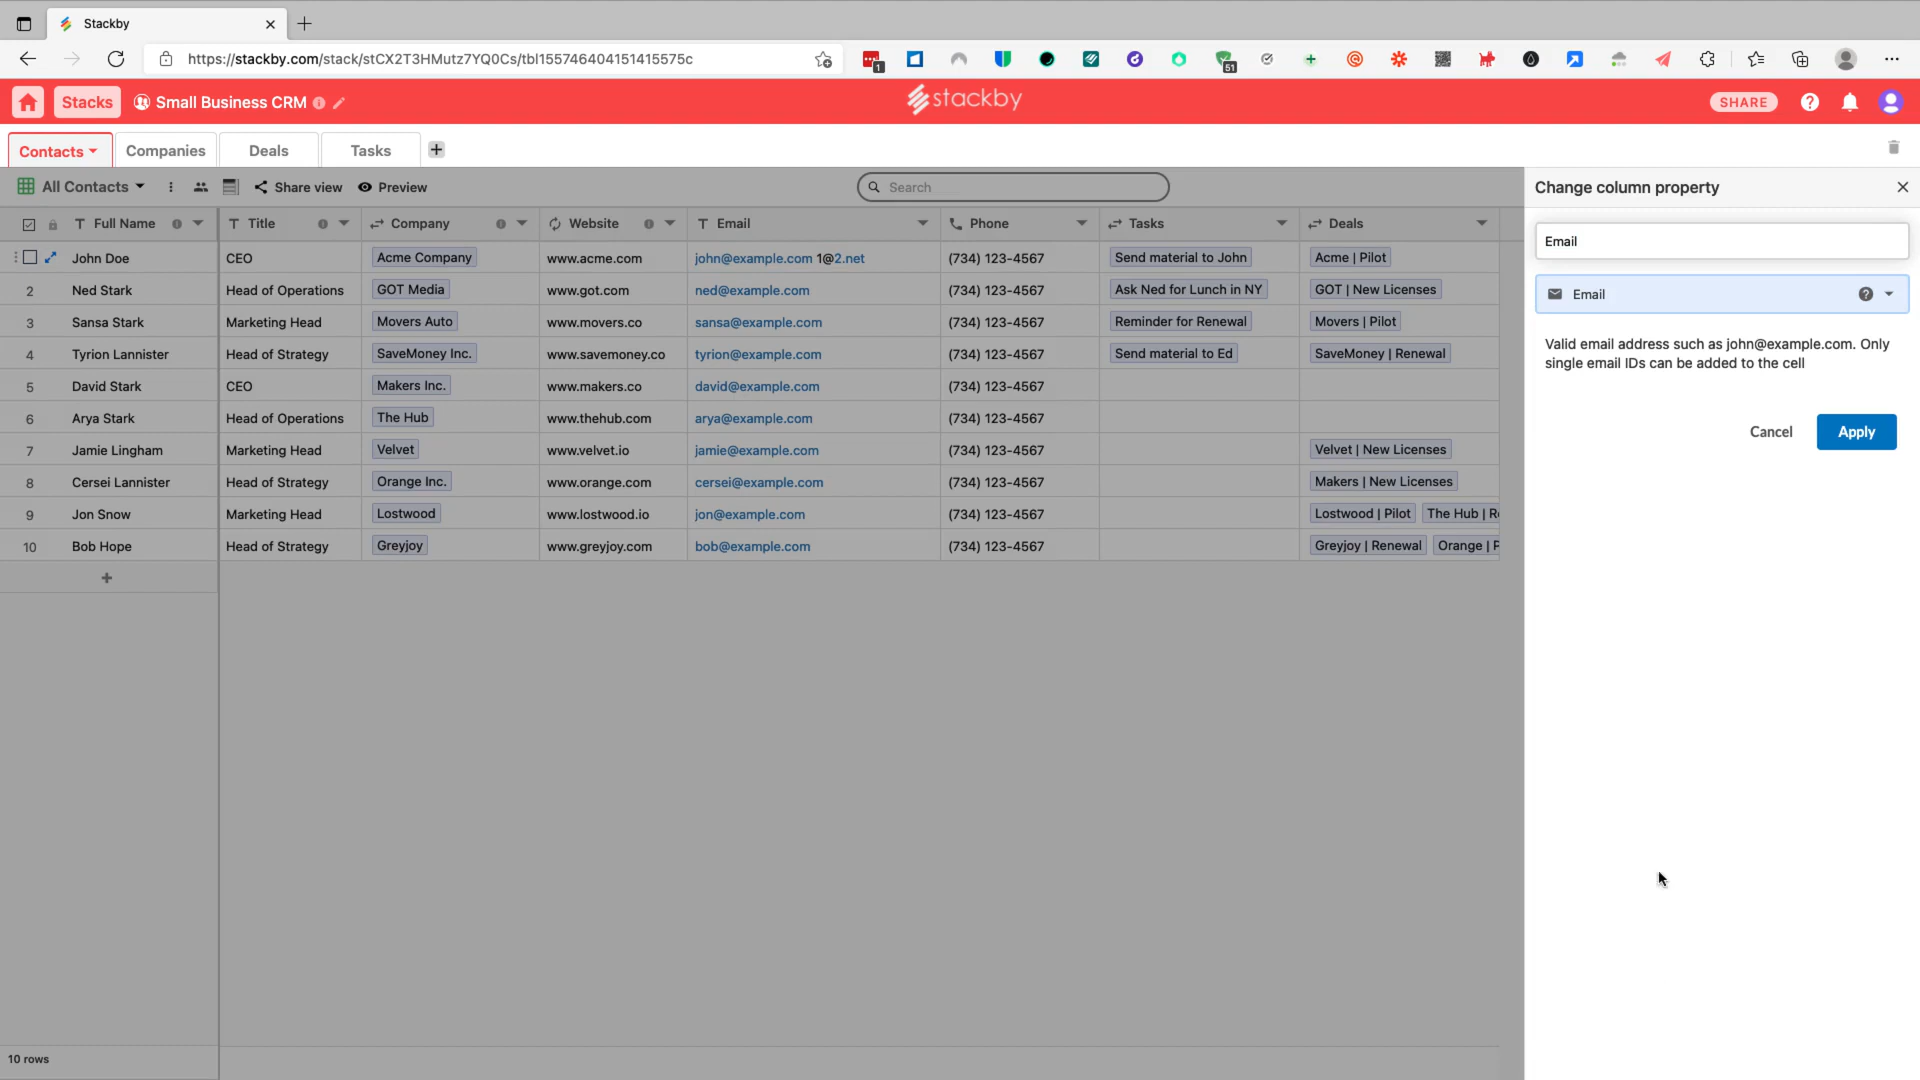 Stackby
https://stackby.com/stack/stCX2T3HMutz7YQ0Cs/tbl155746404151415575c
1
51
Stacks
Small Business CRM
stackby
SHARE
Contacts
Companies
Deals
Tasks
All Contacts
Share view
Preview
Search
Full Name Title Company Website Email Phone Tasks Deals
John Doe CEO Acme Company www.acme.com john@example.com 1@2.net (734) 123-4567 Send material to John Acme | Pilot
2 Ned Stark Head of Operations GOT Media www.got.com ned@example.com (734) 123-4567 Ask Ned for Lunch in NY GOT | New Licenses
3 Sansa Stark Marketing Head Movers Auto www.movers.co sansa@example.com (734) 123-4567 Reminder for Renewal Movers | Pilot
4 Tyrion Lannister Head of Strategy SaveMoney Inc. www.savemoney.co tyrion@example.com (734) 123-4567 Send material to Ed SaveMoney | Renewal
5 David Stark CEO Makers Inc. www.makers.co david@example.com (734) 123-4567
6 Arya Stark Head of Operations The Hub www.thehub.com arya@example.com (734) 123-4567
7 Jamie Lingham Marketing Head Velvet www.velvet.io jamie@example.com (734) 123-4567 Velvet | New Licenses
8 Cersei Lannister Head of Strategy Orange Inc. www.orange.com cersei@example.com (734) 123-4567 Makers | New Licenses
9 Jon Snow Marketing Head Lostwood www.lostwood.io jon@example.com (734) 123-4567 Lostwood | Pilot The Hub | R
10 Bob Hope Head of Strategy Greyjoy www.greyjoy.com bob@example.com (734) 123-4567 Greyjoy | Renewal Orange | P
10 rows
Change column property
Email
Email
Valid email address such as john@example.com. Only
single email IDs can be added to the cell
Cancel
Apply